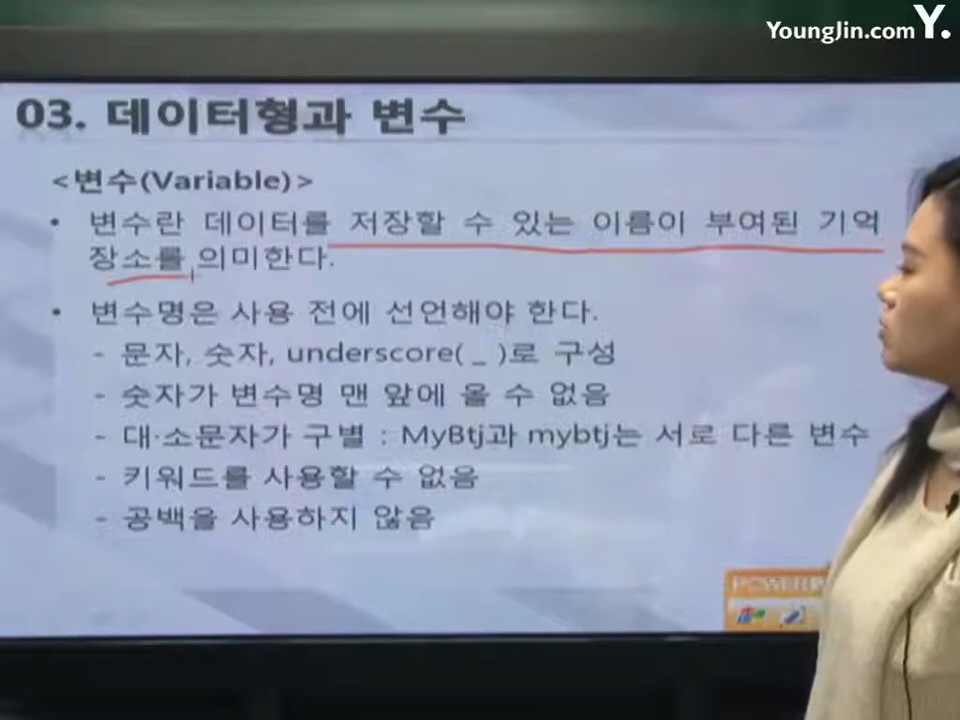 YoungJin.com Y.
03. 데이터형과 변수
<변수(Variable)>
• 변수란 데이터를 저장할 수 있는 이름이 부여된 기억
장소를 의미한다.
• 변수명은 사용 전에 선언해야 한다.
- 문자, 숫자, underscore( _ )로 구성
- 숫자가 변수명 맨 앞에 올 수 없음
- 대·소문자가 구별 : MyBtj과 mybtj는 서로 다른 변수
- 키워드를 사용할 수 없음
- 공백을 사용하지 않음